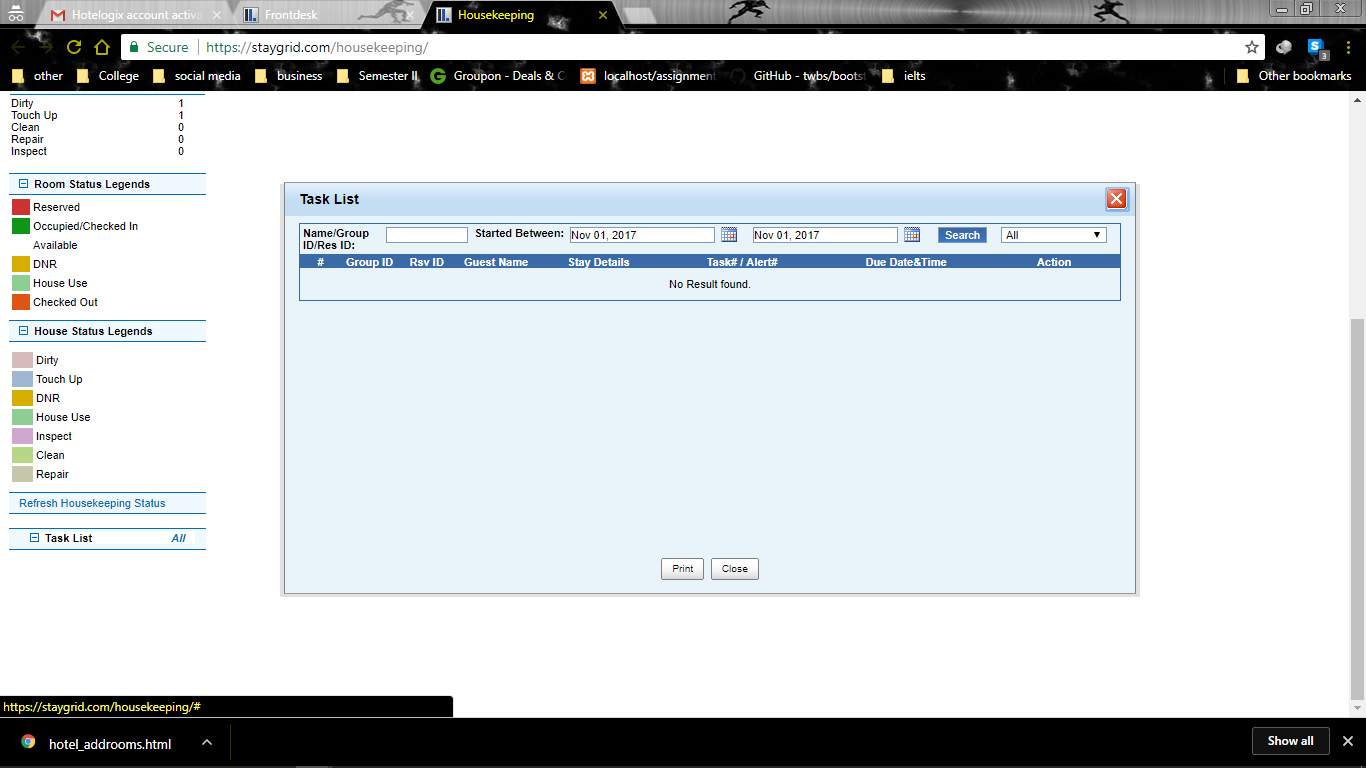 Hotelogix account activa
Frontdesk
Housekeeping
Secure
https://staygrid.com/housekeeping/
S
3
other
College
social media
business
Semester II
G
Groupon - Deals & C
localhost/assignment
GitHub - twbs/boots
ielts
Other bookmarks
Dirty 1
Touch Up 1
Clean 0
Repair 0
Inspect 0
Room Status Legends
Reserved
Occupied/Checked In
Available
DNR
House Use
Checked Out
House Status Legends
Dirty
Touch Up
DNR
House Use
Inspect
Clean
Repair
Refresh Housekeeping Status
Task List All
Task List
Name/Group
ID/Res ID:
Started Between: Nov 01, 2017 Nov 01, 2017 Search All
# Group ID Rsv ID Guest Name Stay Details Task# / Alert# Due Date&Time Action
No Result found.
Print Close
https://staygrid.com/housekeeping/#
hotel_addrooms.html
Show all